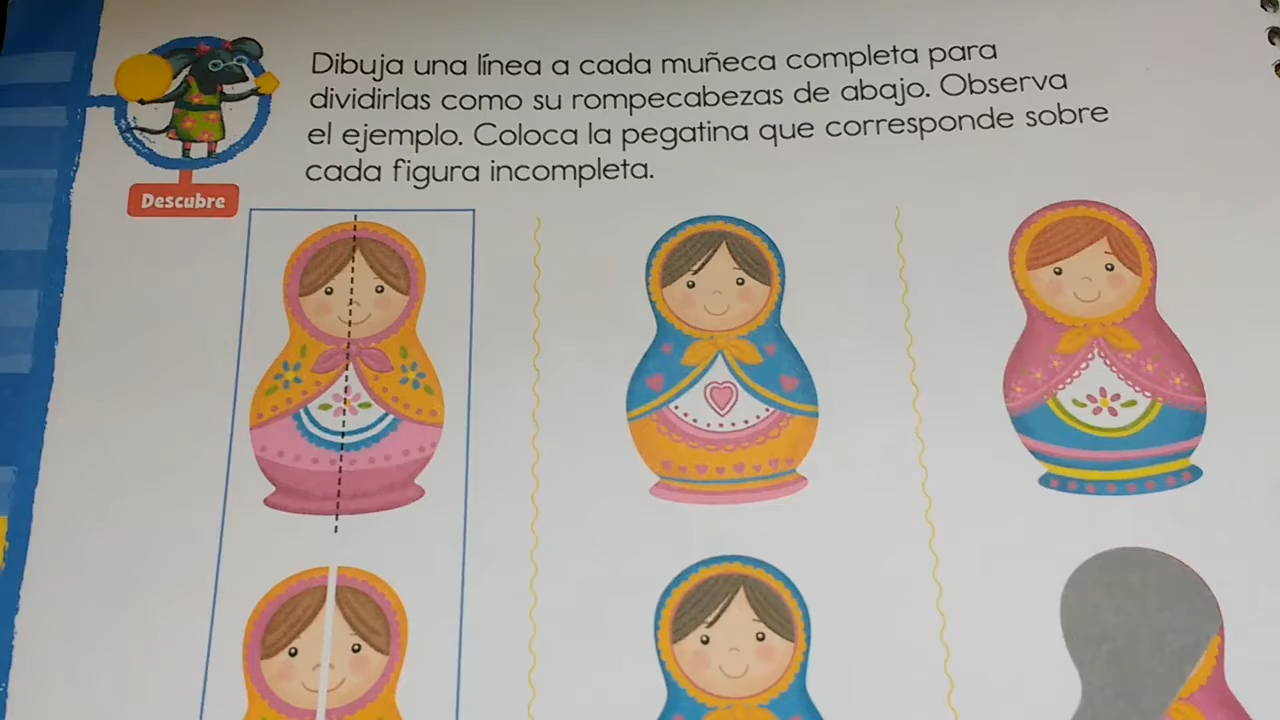 Dibuja una línea a cada muñeca completa para
dividirlas como su rompecabezas de abajo. Observa
el ejemplo. Coloca la pegatina que corresponde sobre
cada figura incompleta.
Descubre